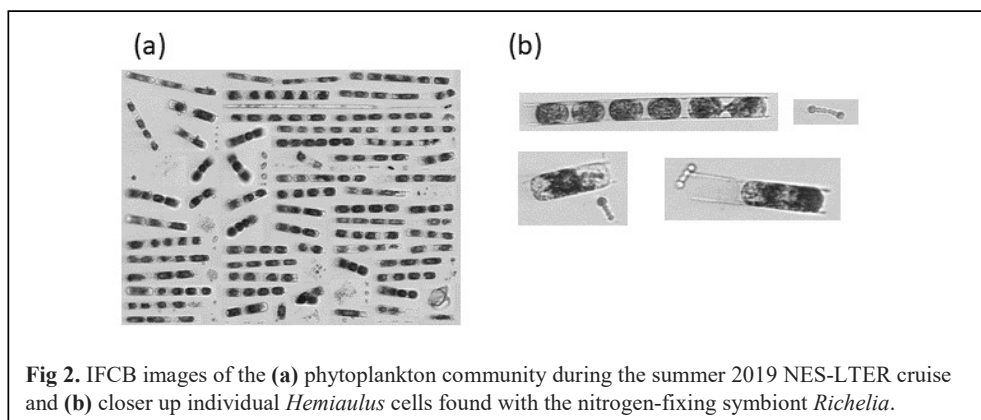 (a)
(b)
Fig 2. IFCB images of the (a) phytoplankton community during the summer 2019 NES-LTER cruise
and (b) closer up individual Hemiaulus cells found with the nitrogen-fixing symbiont Richelia.